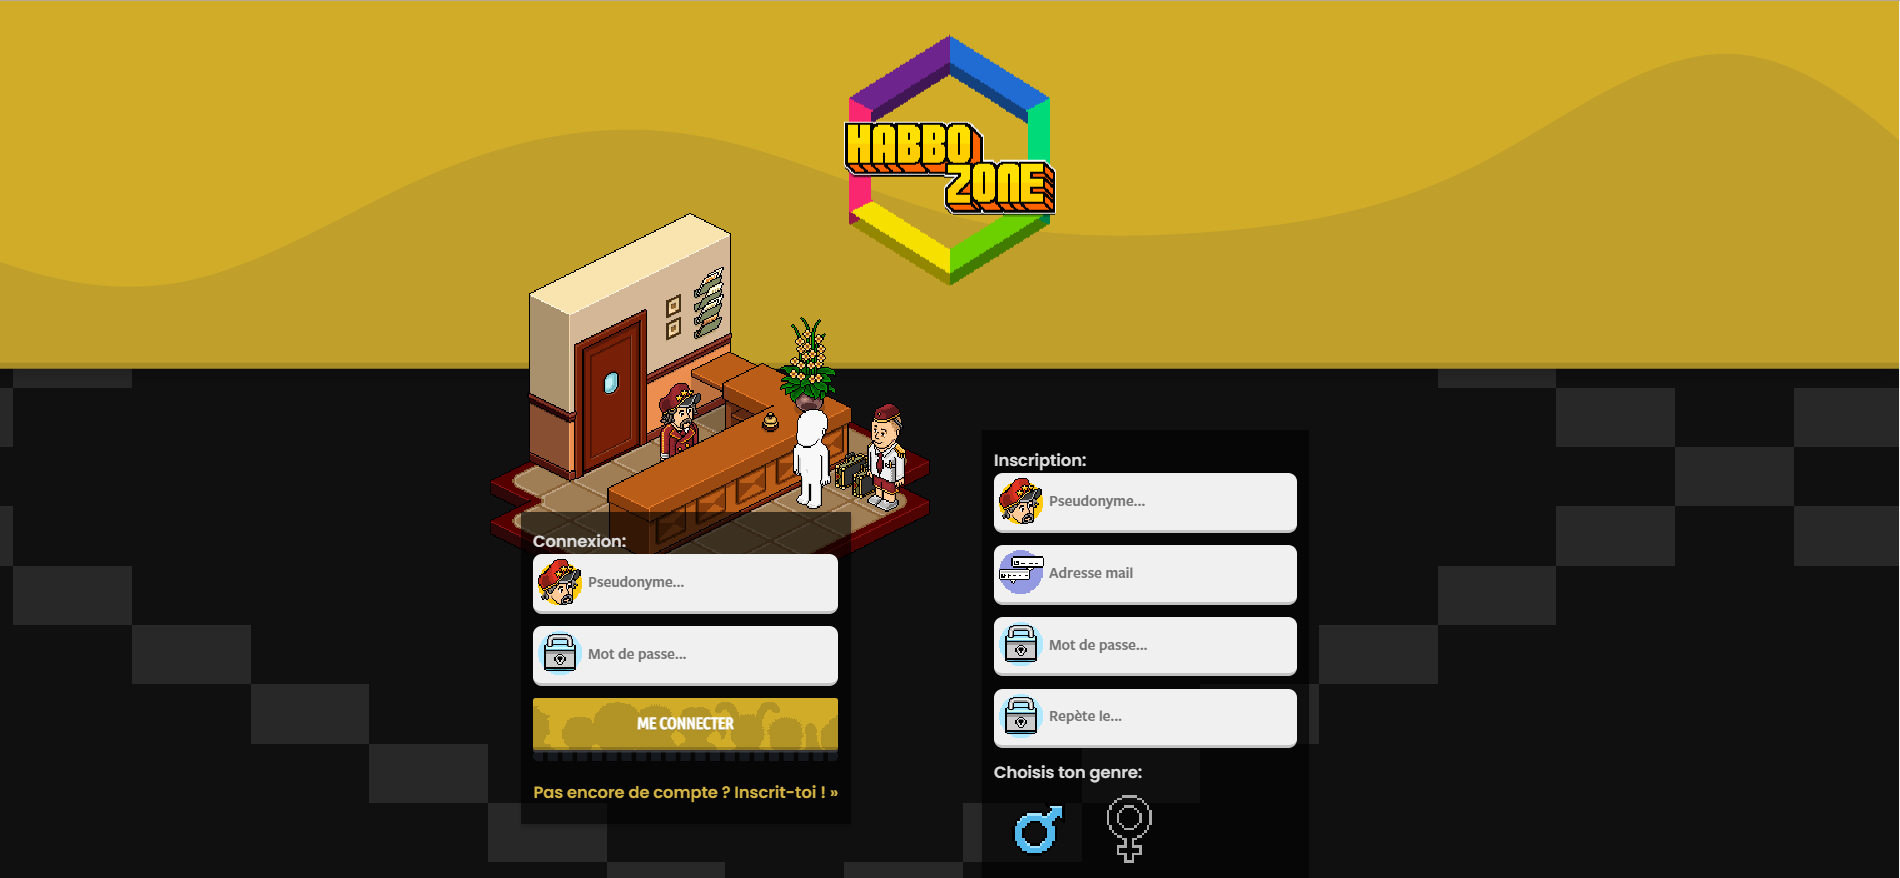 HABBO
ZONE
Connexion:
Pseudonyme...
Mot de passe...
ME CONNECTER
Pas encore de compte ? Inscrit-toi ! »
Inscription:
Pseudonyme...
Adresse mail
Mot de passe...
Repète le...
Choisis ton genre: